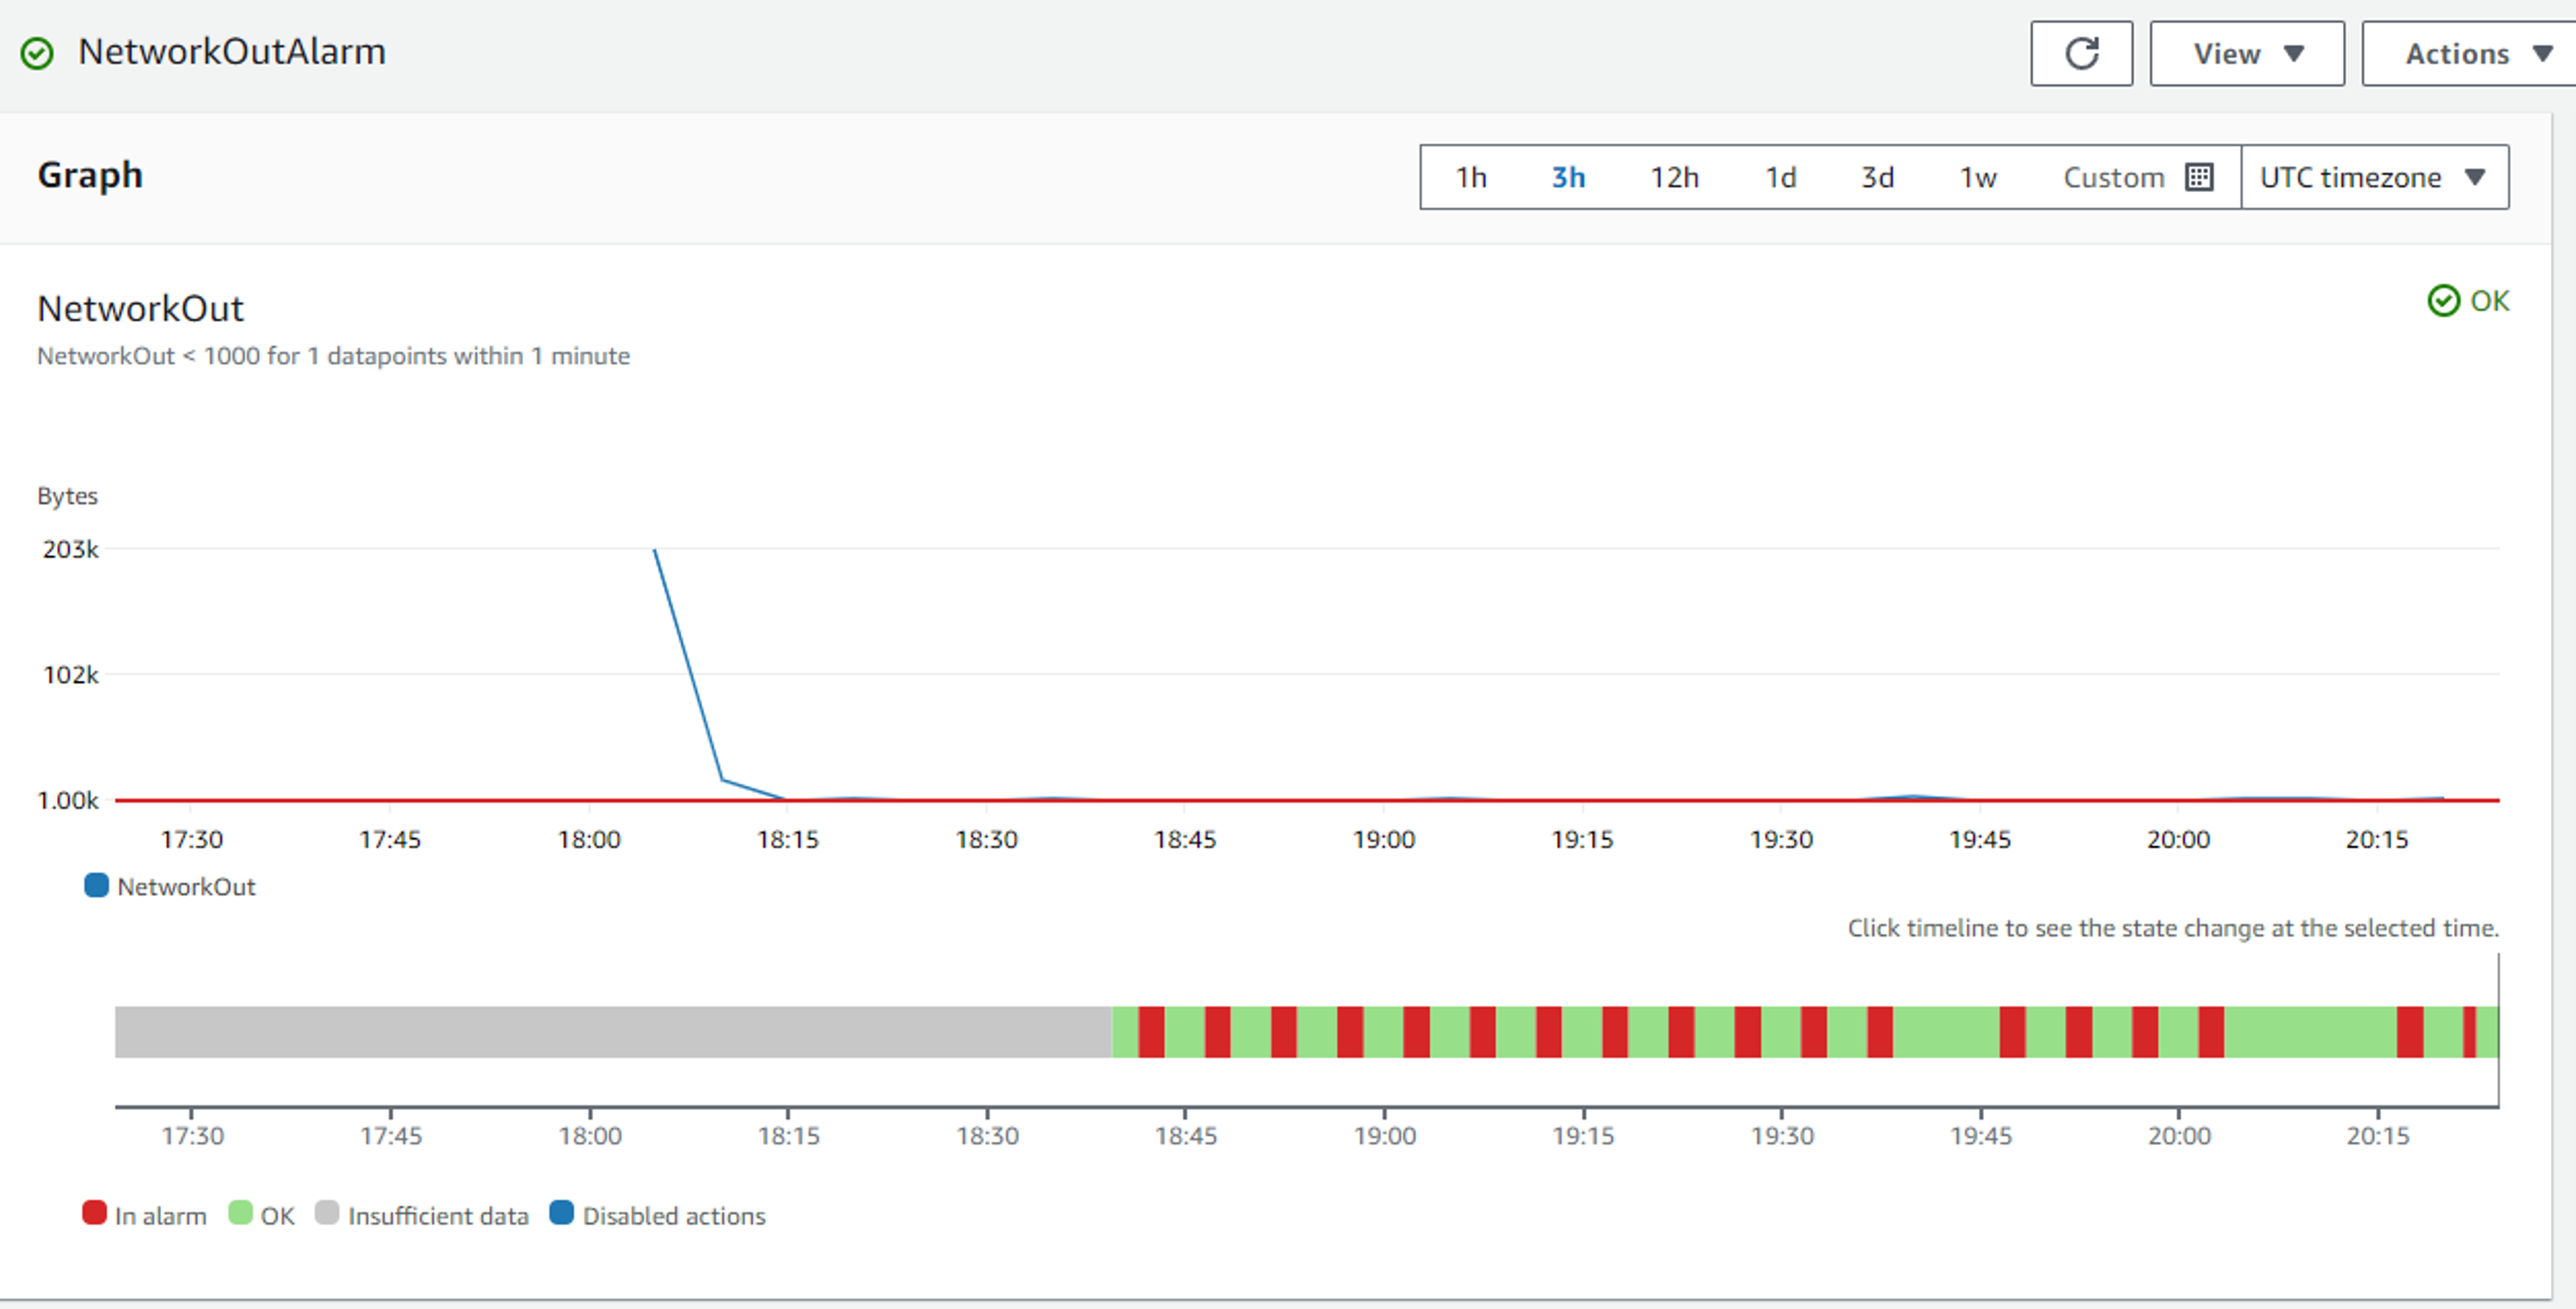 NetworkOutAlarm
View
Actions
Graph
1h 3h 12h 1d 3d 1w Custom UTC timezone
NetworkOut
OK
NetworkOut < 1000 for 1 datapoints within 1 minute
Bytes
203k
102k
1.00k
17:30 17:45 18:00 18:15 18:30 18:45 19:00 19:15 19:30 19:45 20:00 20:15
NetworkOut
Click timeline to see the state change at the selected time.
17:30 17:45 18:00 18:15 18:30 18:45 19:00 19:15 19:30 19:45 20:00 20:15
In alarm OK Insufficient data Disabled actions